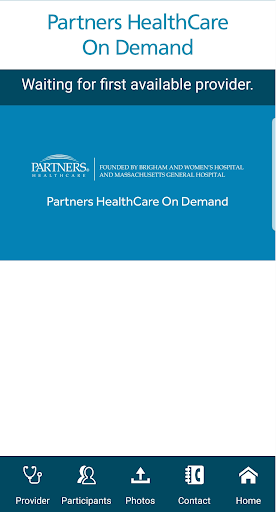 Partners HealthCare
On Demand
Waiting for first available provider.
PARTNERS®
HEALTHCARE
FOUNDED BY BRIGHAM AND WOMEN'S HOSPITAL
AND MASSACHUSETTS GENERAL HOSPITAL
Partners HealthCare On Demand
Provider Participants Photos Contact Home